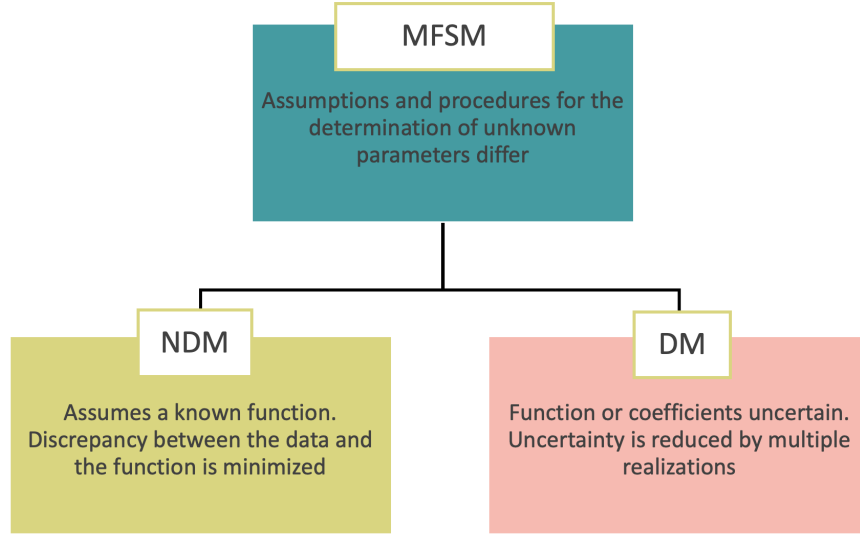 MFSM
Assumptions and procedures for the
determination of unknown
parameters differ
NDM
Assumes a known function.
Discrepancy between the data and
the function is minimized
DM
Function or coefficients uncertain.
Uncertainty is reduced by multiple
realizations